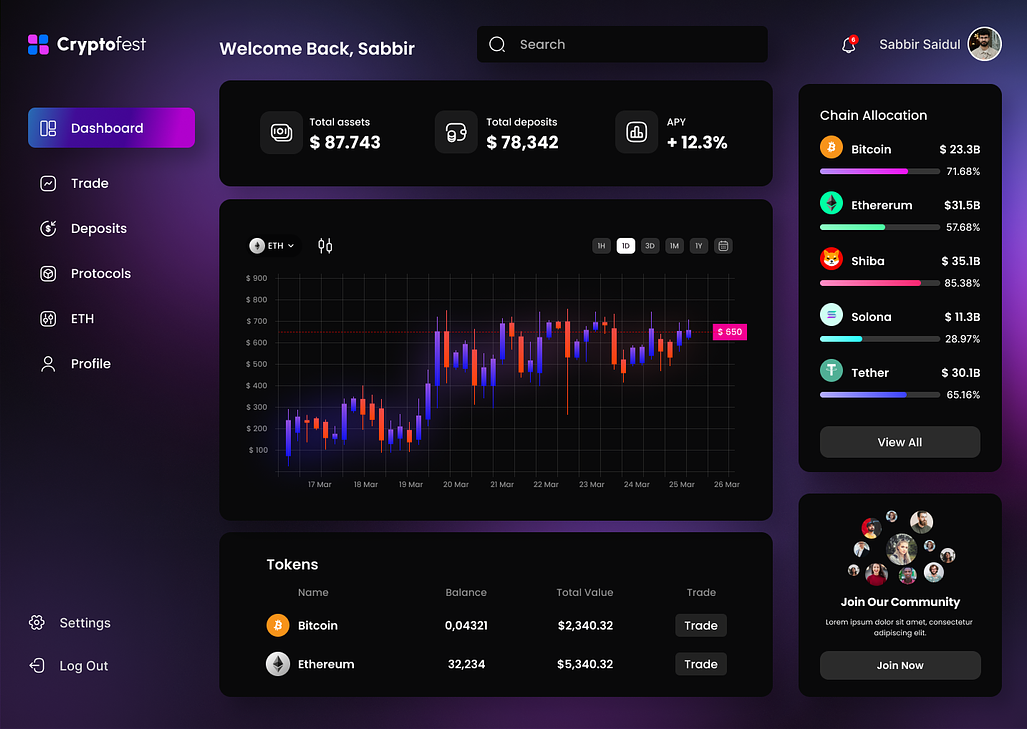 Cryptofest
Welcome Back, Sabbir
Search
6
Sabbir Saidul
Dashboard
Trade
Deposits
Protocols
ETH
Profile
Settings
Log Out
Total assets
$ 87.743
Total deposits
$ 78,342
APY
+ 12.3%
ETH
1H 1D 3D 1M 1Y
$ 900
$ 800
$ 700
$ 650
$ 600
$ 500
$ 400
$ 300
$ 200
$ 100
17 Mar 18 Mar 19 Mar 20 Mar 21 Mar 22 Mar 23 Mar 24 Mar 25 Mar 26 Mar
Tokens
Name Balance Total Value Trade
Bitcoin 0,04321 $2,340.32 Trade
Ethereum 32,234 $5,340.32 Trade
Chain Allocation
Bitcoin $ 23.3B
71.68%
Ethererum $31.5B
57.68%
Shiba $ 35.1B
85.38%
Solona $ 11.3B
28.97%
Tether $ 30.1B
65.16%
View All
Join Our Community
Lorem ipsum dolor sit amet, consectetur
adipiscing elit.
Join Now